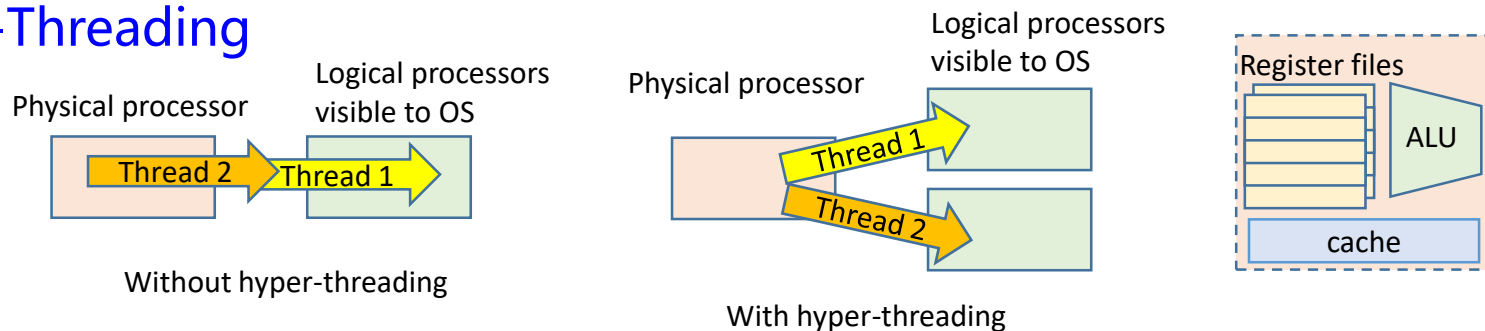 -Threading
Physical processor
Logical processors
visible to OS
Thread 2
Thread 1
Without hyper-threading
Physical processor
Logical processors
visible to OS
Thread 1
Thread 2
With hyper-threading
Register files
ALU
cache